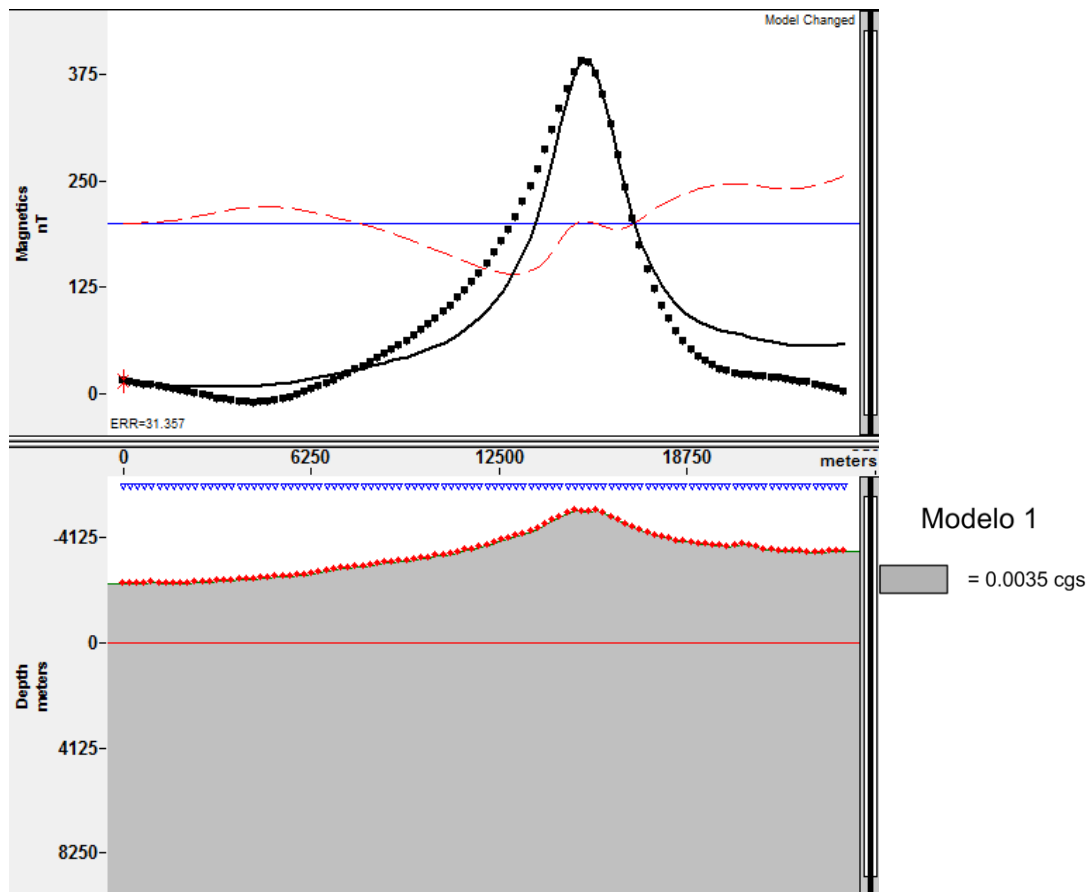 Model Changed
375-
250-
125-
0-
Magnetics
nT
ERR=31.357
0
6250
12500
18750
meters
-4125-
0-
4125-
8250-
Depth
meters
Modelo 1
= 0.0035 cgs